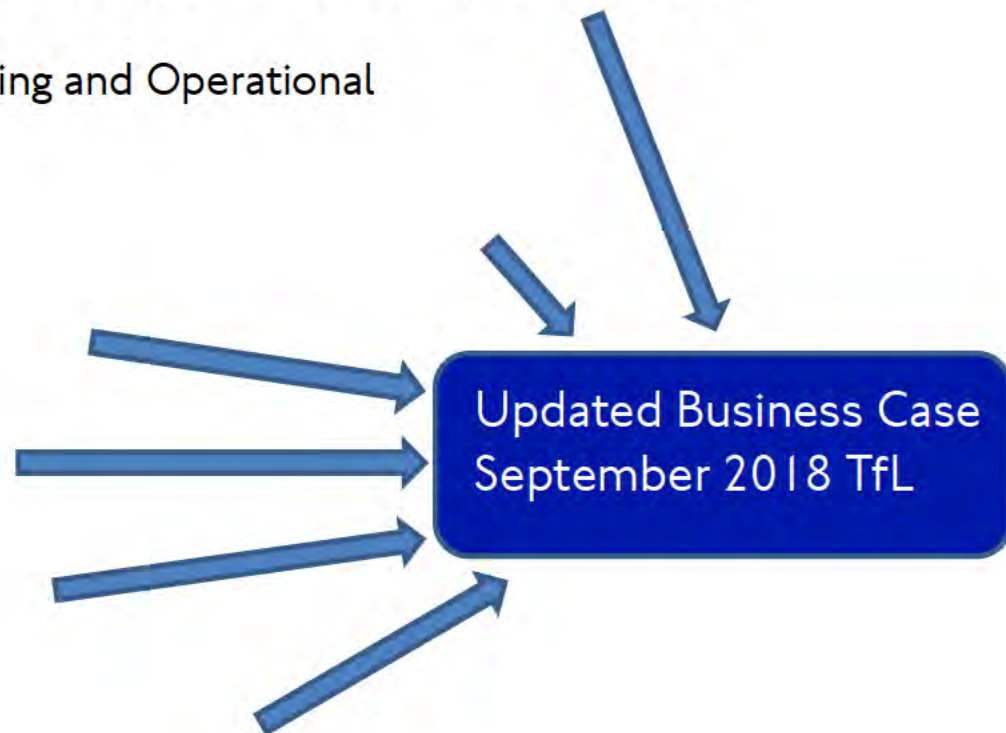 ing and Operational
Updated Business Case
September 2018 TfL